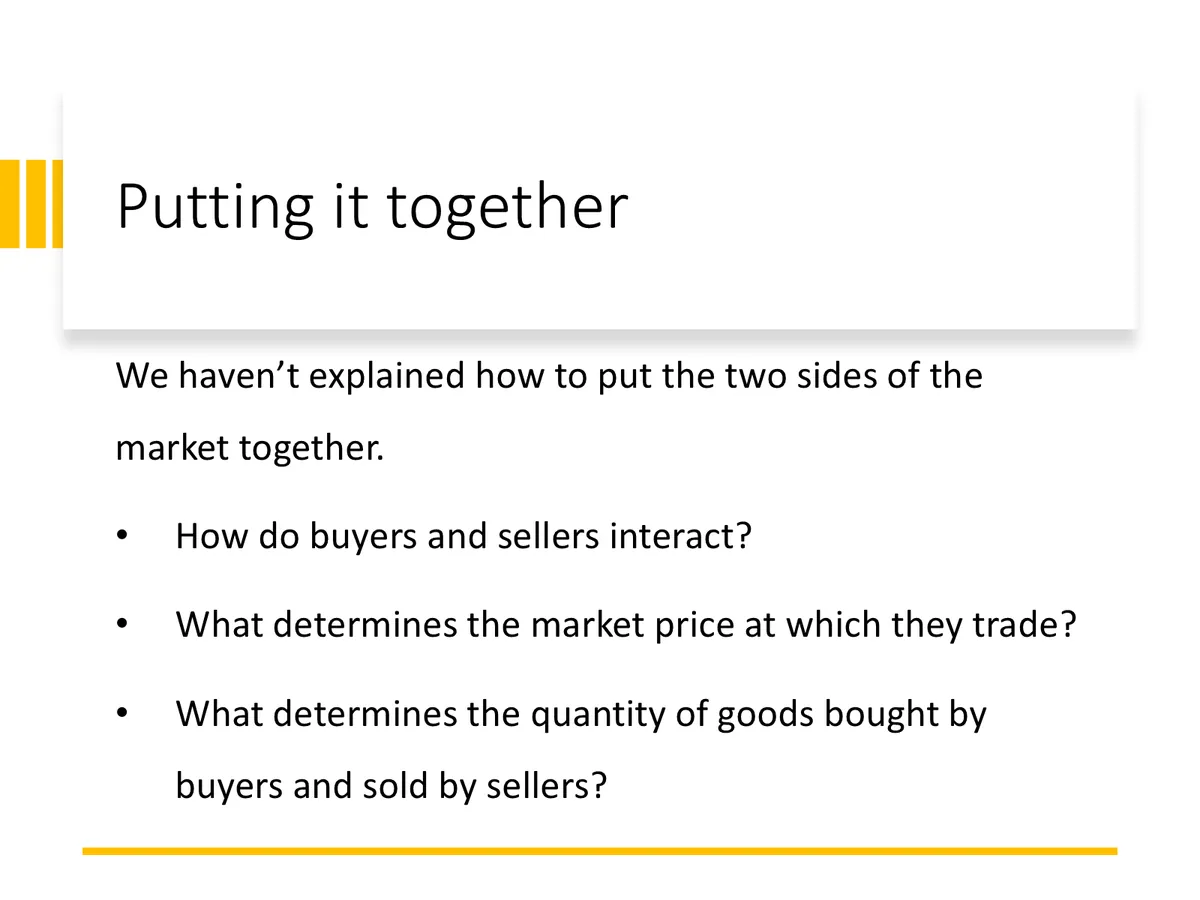 Putting it together
We haven’t explained how to put the two sides of the
market together.
• How do buyers and sellers interact?
• What determines the market price at which they trade?
• What determines the quantity of goods bought by
buyers and sold by sellers?